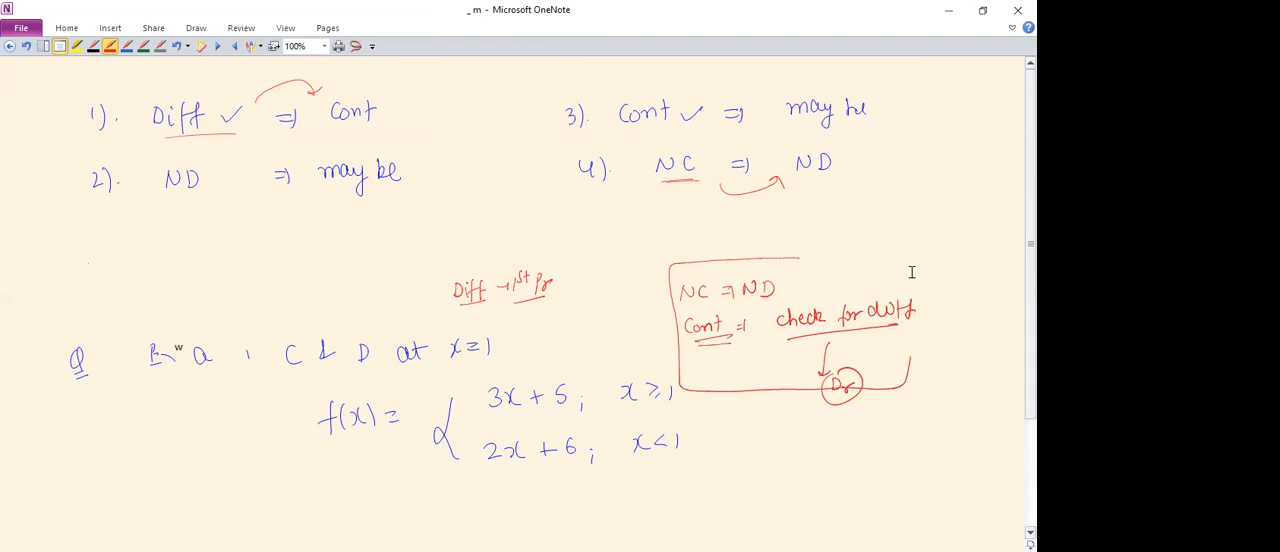 _ m - Microsoft OneNote
File Home Insert Share Draw Review View Pages
100%
1). Diff ✓ ⇒ Cont
3). Cont ✓ ⇒ may be
2). ND ⇒ may be
4). NC ⇒ ND
Diff → 1st Pr
NC ⇒ ND
Cont ⇒ check for diff
Dr
Q a, C & D at x=1
f(x) = { 3x + 5; x ≥ 1
2x + 6; x < 1